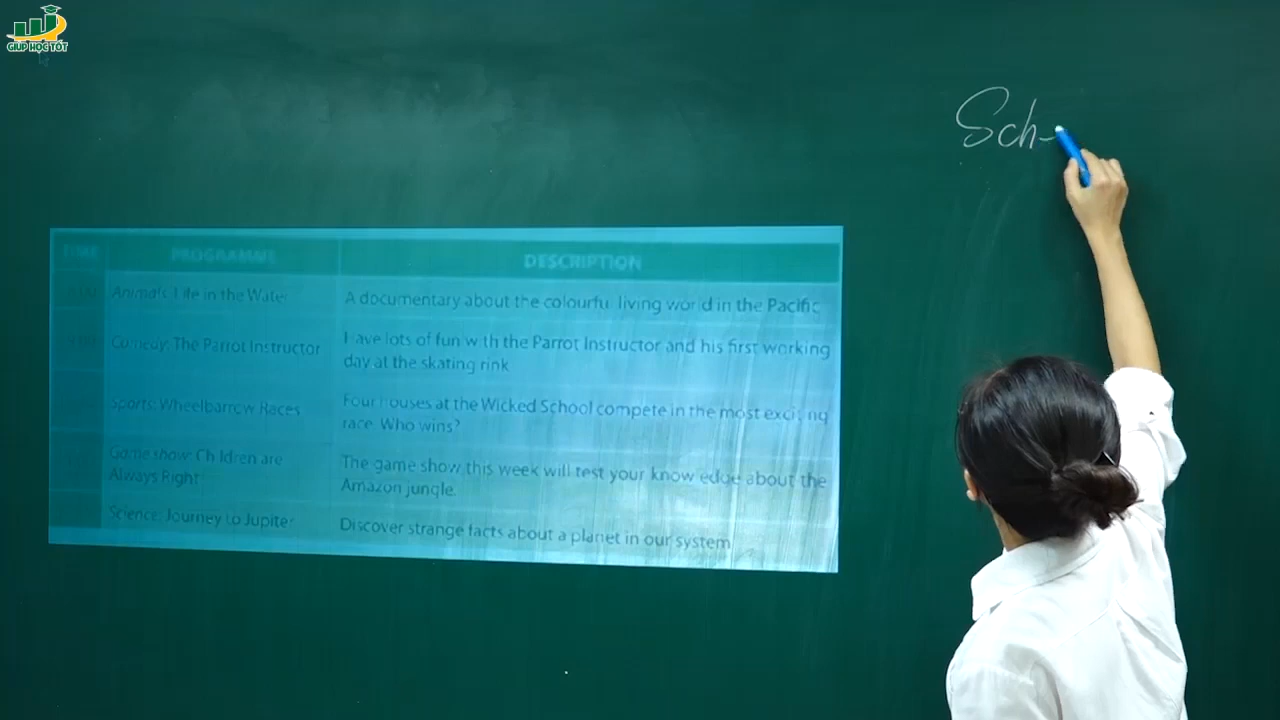 GIÚP HỌC TỐT
Sch
TIME PROGRAMME DESCRIPTION
Animals: Life in the Water A documentary about the colourful living world in the Pacific
Comedy: The Parrot Instructor Have lots of fun with the Parrot Instructor and his first working
day at the skating rink
Sports: Wheelbarrow Races Four houses at the Wicked School compete in the most exciting
race. Who wins?
Game show: Children are
Always Right
The game show this week will test your knowledge about the
Amazon jungle.
Science: Journey to Jupiter Discover strange facts about a planet in our system